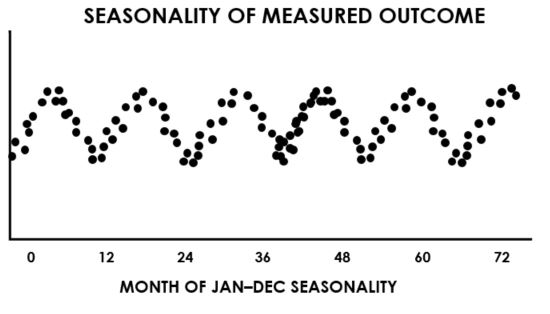 SEASONALITY OF MEASURED OUTCOME
0 12 24 36 48 60 72
MONTH OF JAN–DEC SEASONALITY